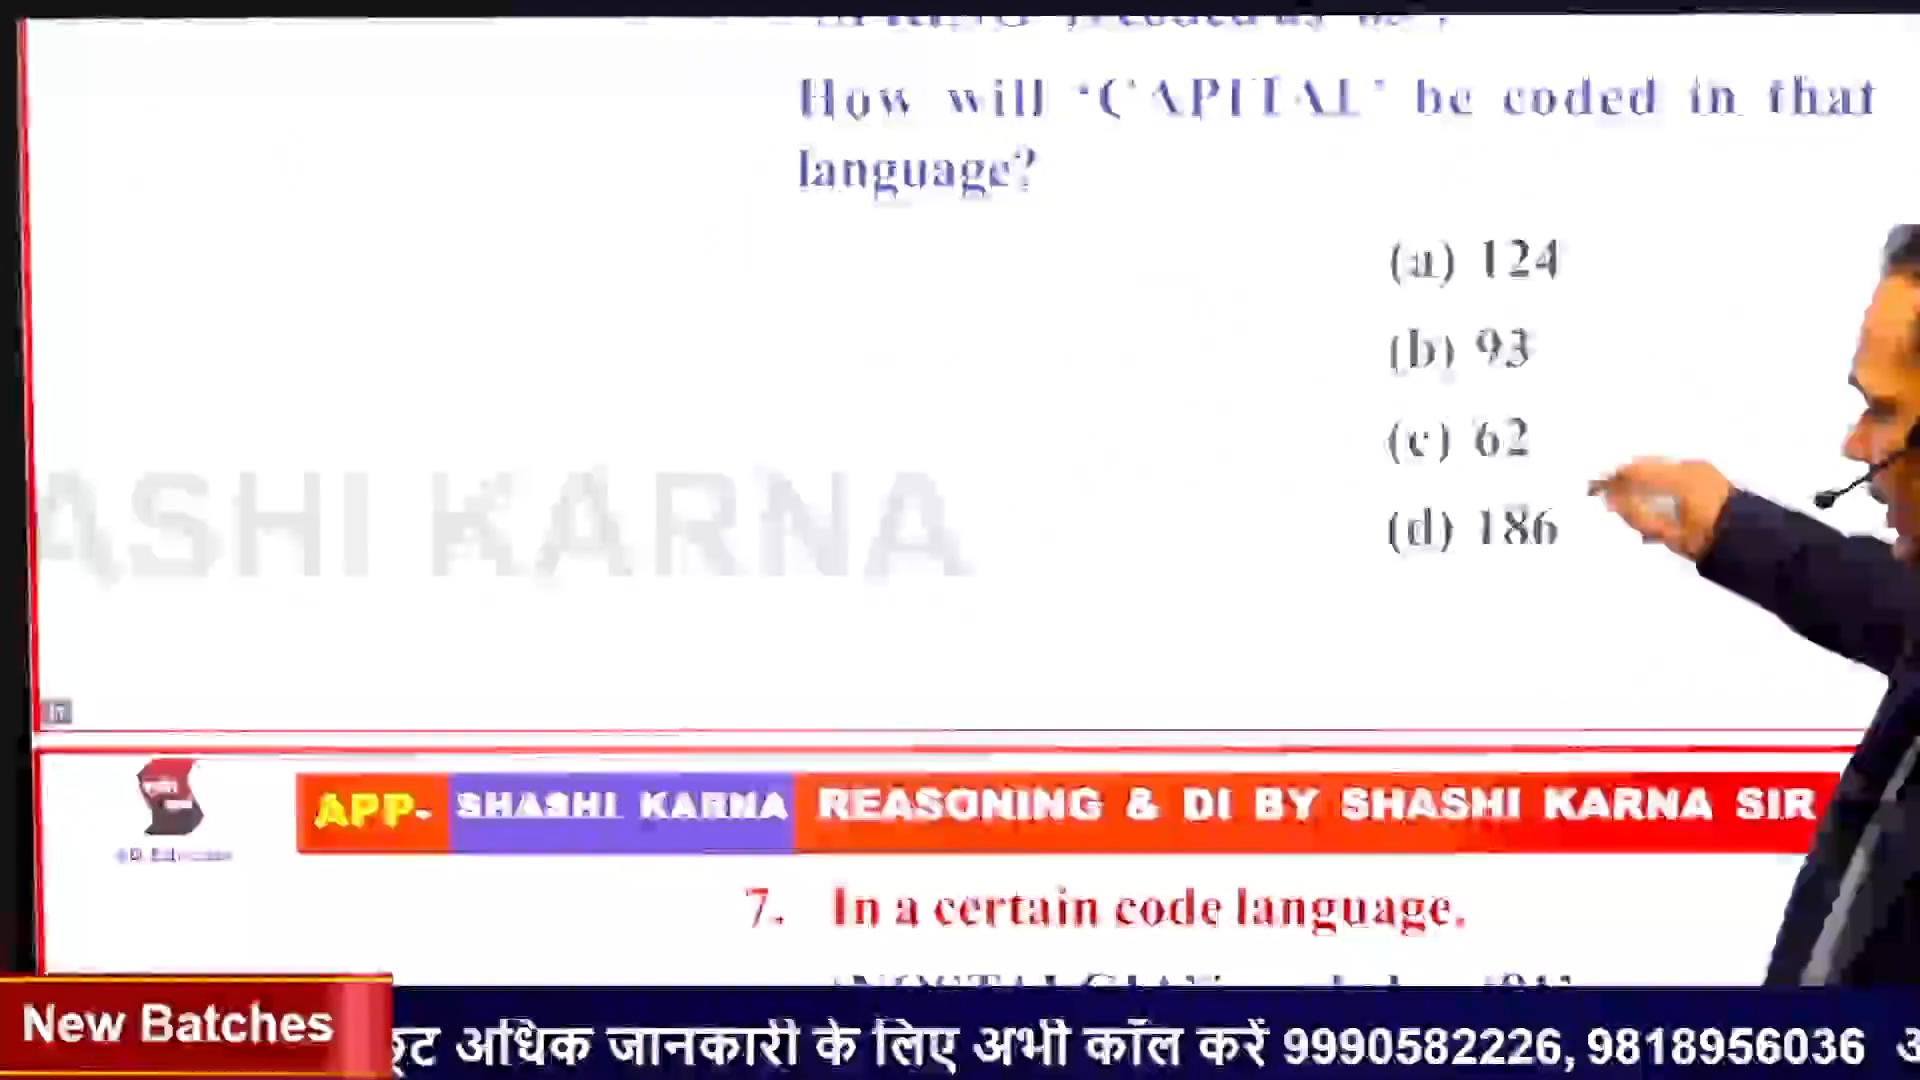 How will ‘CAPITAL’ be coded in that
language?
(a) 124
(b) 93
(c) 62
(d) 186
ASHI KARNA
APP- SHASHI KARNA REASONING & DI BY SHASHI KARNA SIR
7. In a certain code language,
New Batches
अधिक जानकारी के लिए अभी कॉल करें 9990582226, 9818956036